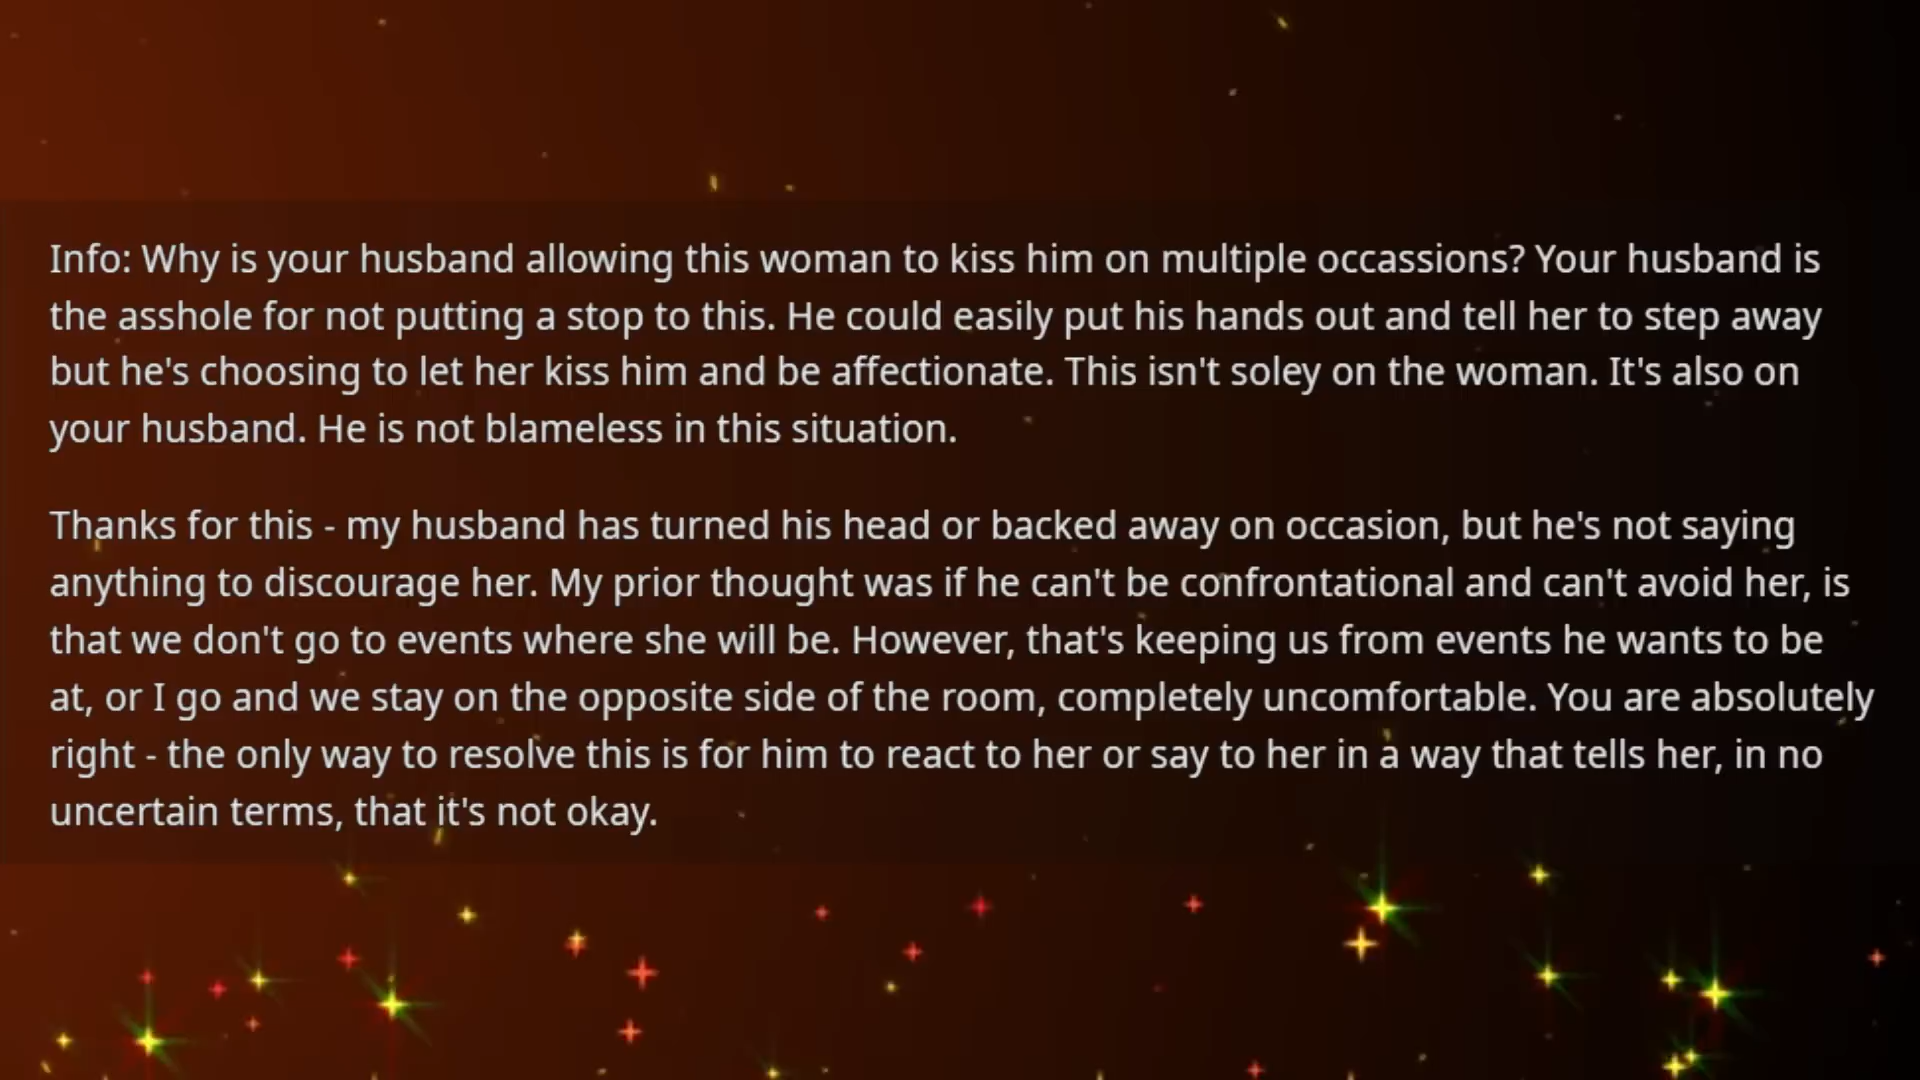 Info: Why is your husband allowing this woman to kiss him on multiple occassions? Your husband is
the asshole for not putting a stop to this. He could easily put his hands out and tell her to step away
but he's choosing to let her kiss him and be affectionate. This isn't soley on the woman. It's also on
your husband. He is not blameless in this situation.
Thanks for this - my husband has turned his head or backed away on occasion, but he's not saying
anything to discourage her. My prior thought was if he can't be confrontational and can't avoid her, is
that we don't go to events where she will be. However, that's keeping us from events he wants to be
at, or I go and we stay on the opposite side of the room, completely uncomfortable. You are absolutely
right - the only way to resolve this is for him to react to her or say to her in a way that tells her, in no
uncertain terms, that it's not okay.